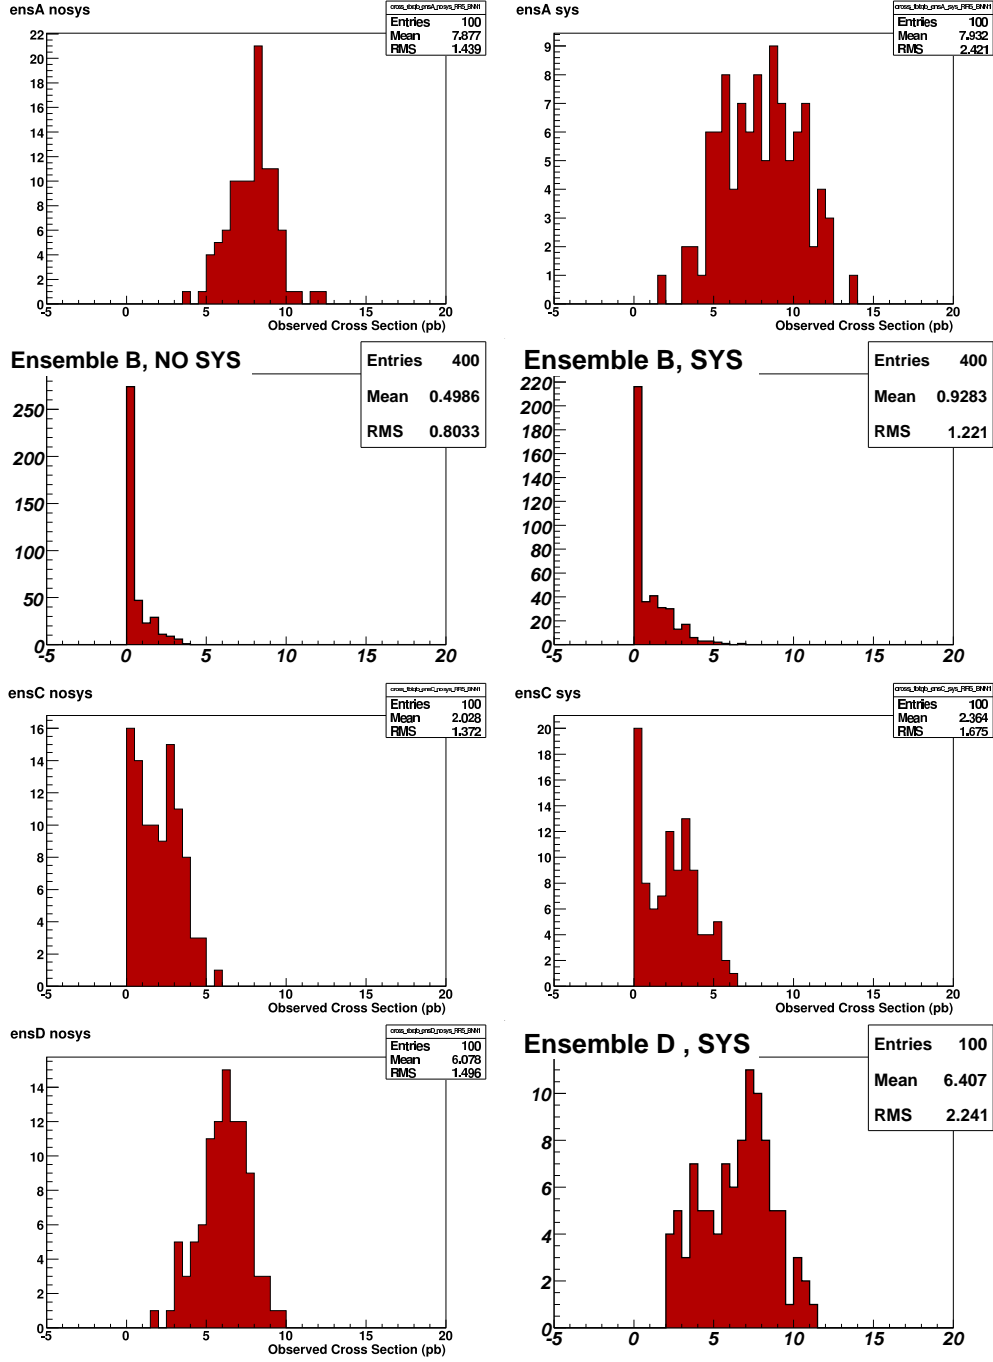 ensA nosys
Entries 100
Mean 7.877
RMS 1.439
22
20
18
16
14
12
10
8
6
4
2
0
-5 0 5 10 15 20
Observed Cross Section (pb)
ensA sys
Entries 100
Mean 7.932
RMS 2.421
9
8
7
6
5
4
3
2
1
0
-5 0 5 10 15 20
Observed Cross Section (pb)
Ensemble B, NO SYS
Entries 400
Mean 0.4986
RMS 0.8033
250
200
150
100
50
0
-5 0 5 10 15 20
Ensemble B, SYS
Entries 400
Mean 0.9283
RMS 1.221
220
200
180
160
140
120
100
80
60
40
20
0
-5 0 5 10 15 20
ensC nosys
Entries 100
Mean 2.028
RMS 1.372
16
14
12
10
8
6
4
2
0
-5 0 5 10 15 20
Observed Cross Section (pb)
ensC sys
Entries 100
Mean 2.364
RMS 1.675
20
18
16
14
12
10
8
6
4
2
0
-5 0 5 10 15 20
Observed Cross Section (pb)
ensD nosys
Entries 100
Mean 6.078
RMS 1.496
14
12
10
8
6
4
2
0
-5 0 5 10 15 20
Observed Cross Section (pb)
Ensemble D , SYS
Entries 100
Mean 6.407
RMS 2.241
10
8
6
4
2
0
-5 0 5 10 15 20